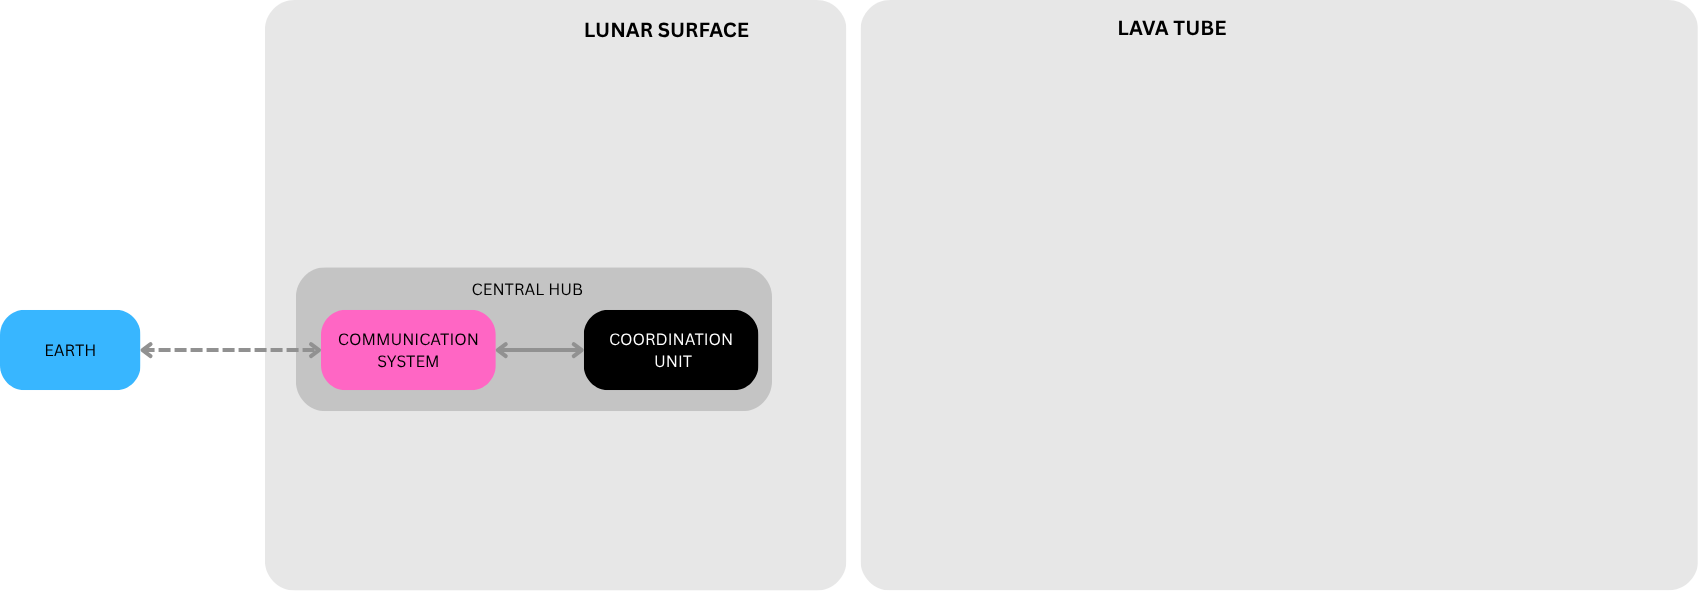 LUNAR SURFACE
LAVA TUBE
CENTRAL HUB
EARTH
COMMUNICATION
SYSTEM
COORDINATION
UNIT